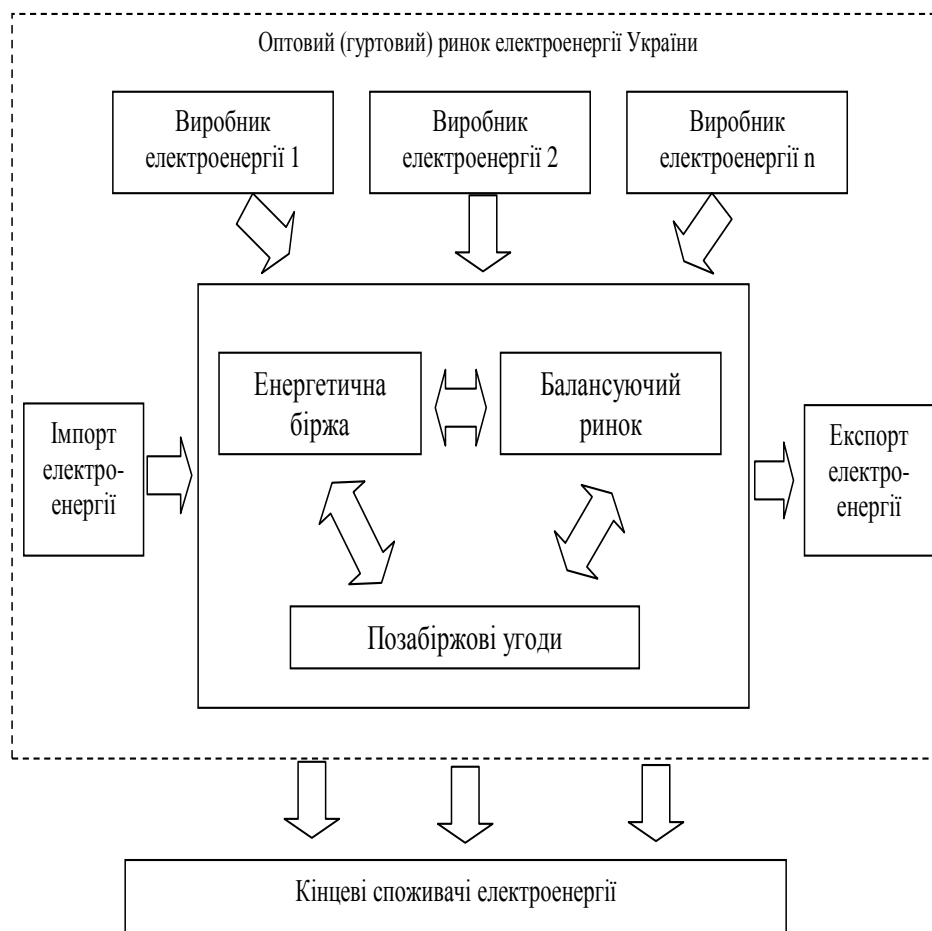 Оптовий (гуртовий) ринок електроенергії України
Виробник
електроенергії 1
Виробник
електроенергії 2
Виробник
електроенергії n
Енергетична
біржа
Балансуючий
ринок
Імпорт
електро-
енергії
Експорт
електро-
енергії
Позабіржові угоди
Кінцеві споживачі електроенергії